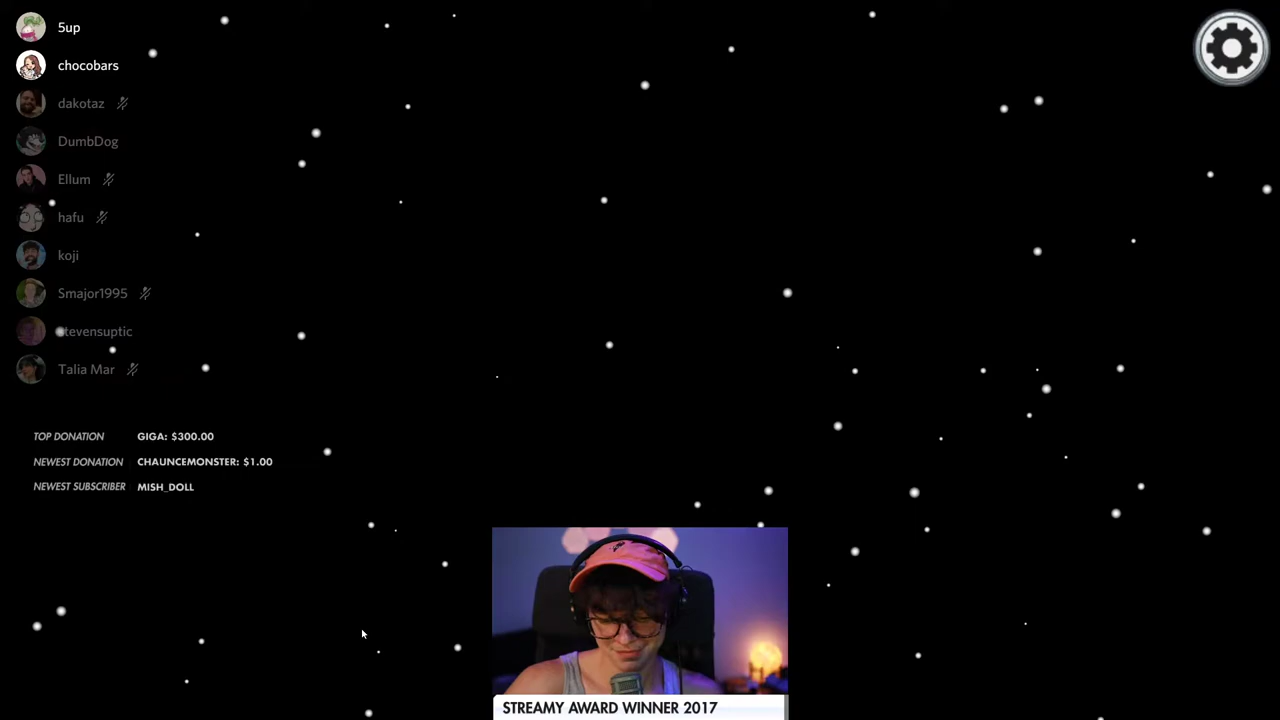 5up
chocobars
dakotaz
DumbDog
Ellum
hafu
koji
Smajor1995
stevensuptic
Talia Mar
TOP DONATION GIGA: $300.00
NEWEST DONATION CHAUNCEMONSTER: $1.00
NEWEST SUBSCRIBER MISH_DOLL
STREAMY AWARD WINNER 2017